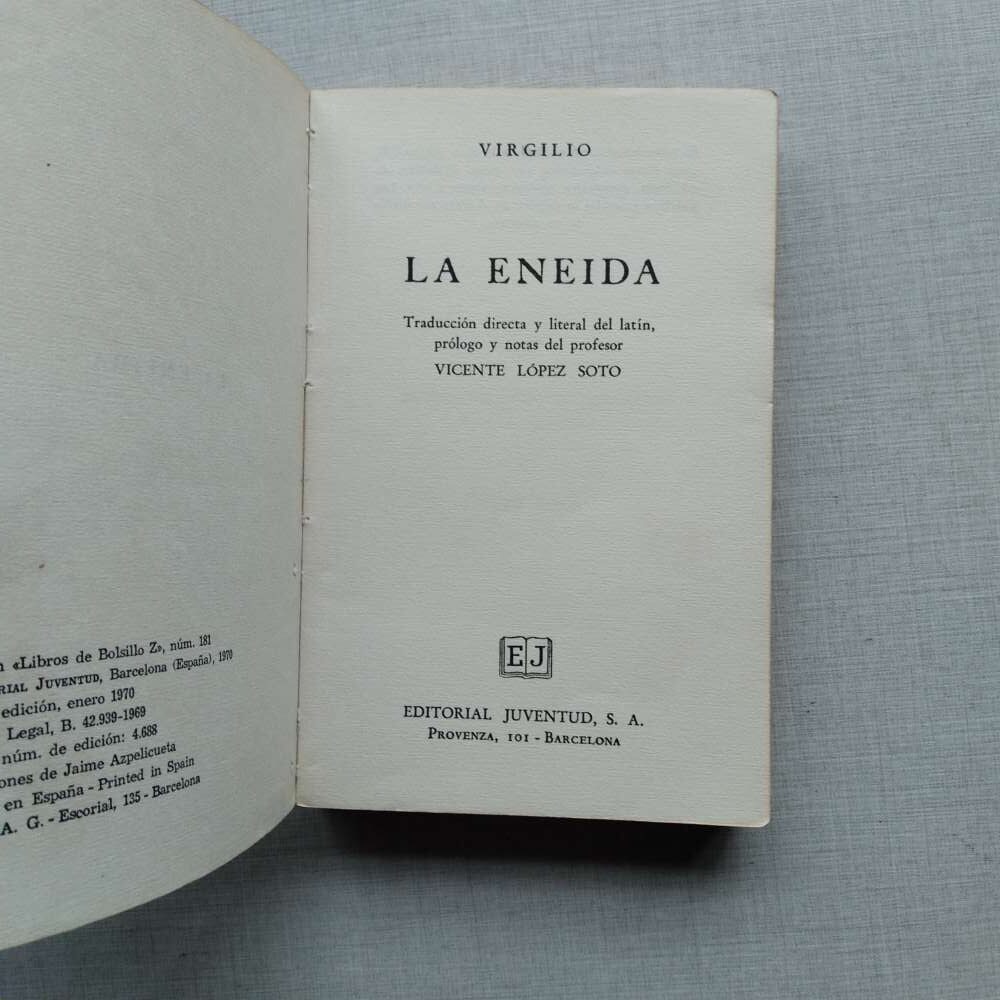 n «Libros de Bolsillo Z», núm. 181
RIAL JUVENTUD, Barcelona (España), 1970
edición, enero 1970
Legal, B. 42.939-1969
núm. de edición: 4.688
ones de Jaime Azpelicueta
en España - Printed in Spain
A. G. - Escorial, 135 - Barcelona
VIRGILIO
LA ENEIDA
Traducción directa y literal del latín,
prólogo y notas del profesor
VICENTE LÓPEZ SOTO
EJ
EDITORIAL JUVENTUD, S. A.
PROVENZA, 101 - BARCELONA